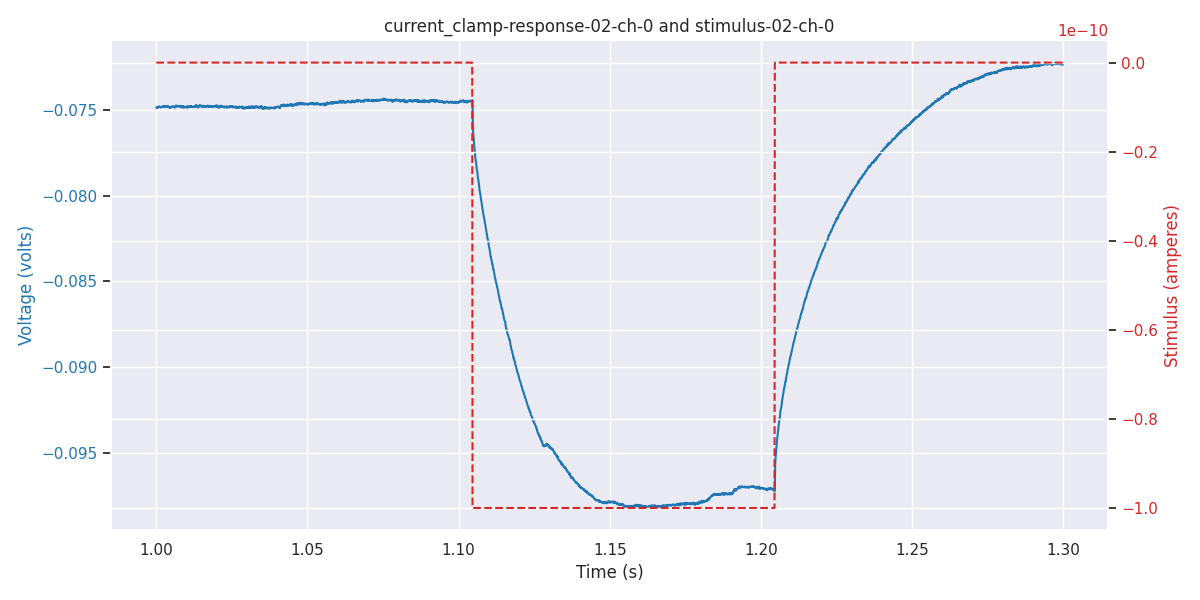 current_clamp-response-02-ch-0 and stimulus-02-ch-0
1e−10
Voltage (volts)
−0.075
−0.080
−0.085
−0.090
−0.095
0.0
−0.2
−0.4
−0.6
−0.8
−1.0
Stimulus (amperes)
1.00 1.05 1.10 1.15 1.20 1.25 1.30
Time (s)